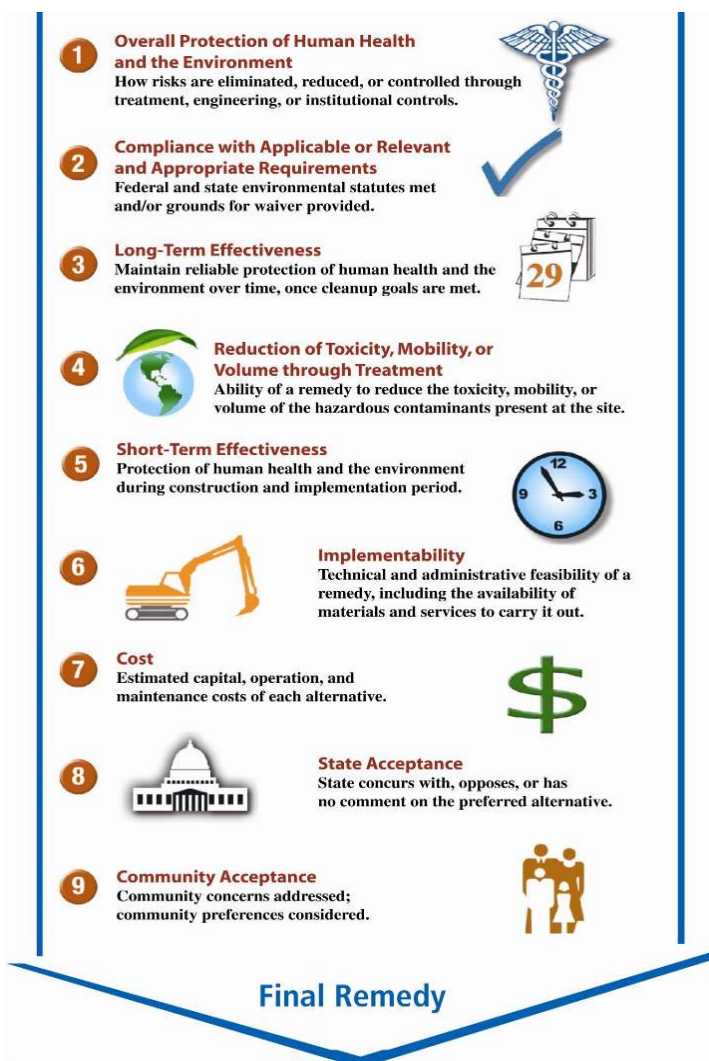 1
Overall Protection of Human Health
and the Environment
How risks are eliminated, reduced, or controlled through
treatment, engineering, or institutional controls.
2
Compliance with Applicable or Relevant
and Appropriate Requirements
Federal and state environmental statutes met
and/or grounds for waiver provided.
3
Long-Term Effectiveness
Maintain reliable protection of human health and the
environment over time, once cleanup goals are met.
29
4
Reduction of Toxicity, Mobility, or
Volume through Treatment
Ability of a remedy to reduce the toxicity, mobility, or
volume of the hazardous contaminants present at the site.
5
Short-Term Effectiveness
Protection of human health and the environment
during construction and implementation period.
12
9 3
6
6
Implementability
Technical and administrative feasibility of a
remedy, including the availability of
materials and services to carry it out.
7
Cost
Estimated capital, operation, and
maintenance costs of each alternative.
$
8
State Acceptance
State concurs with, opposes, or has
no comment on the preferred alternative.
9
Community Acceptance
Community concerns addressed;
community preferences considered.
Final Remedy